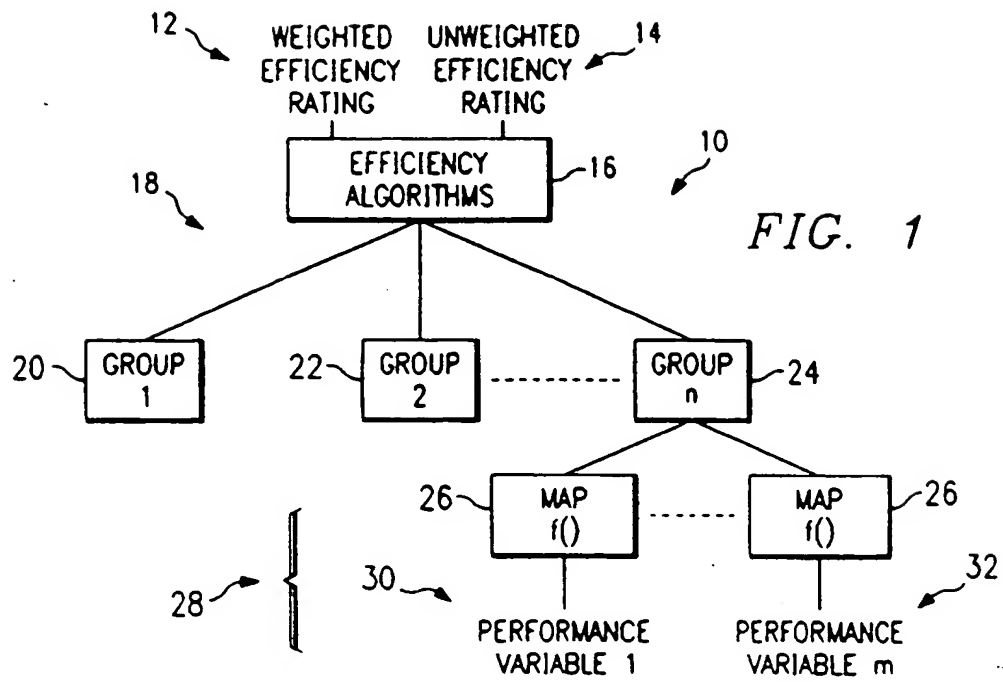 12
WEIGHTED
EFFICIENCY
RATING
UNWEIGHTED
EFFICIENCY
RATING
14
EFFICIENCY
ALGORITHMS
16
10
18
FIG. 1
20
GROUP
1
22
GROUP
2
GROUP
n
24
26
MAP
f()
MAP
f()
26
28
30
32
PERFORMANCE
VARIABLE 1
PERFORMANCE
VARIABLE m